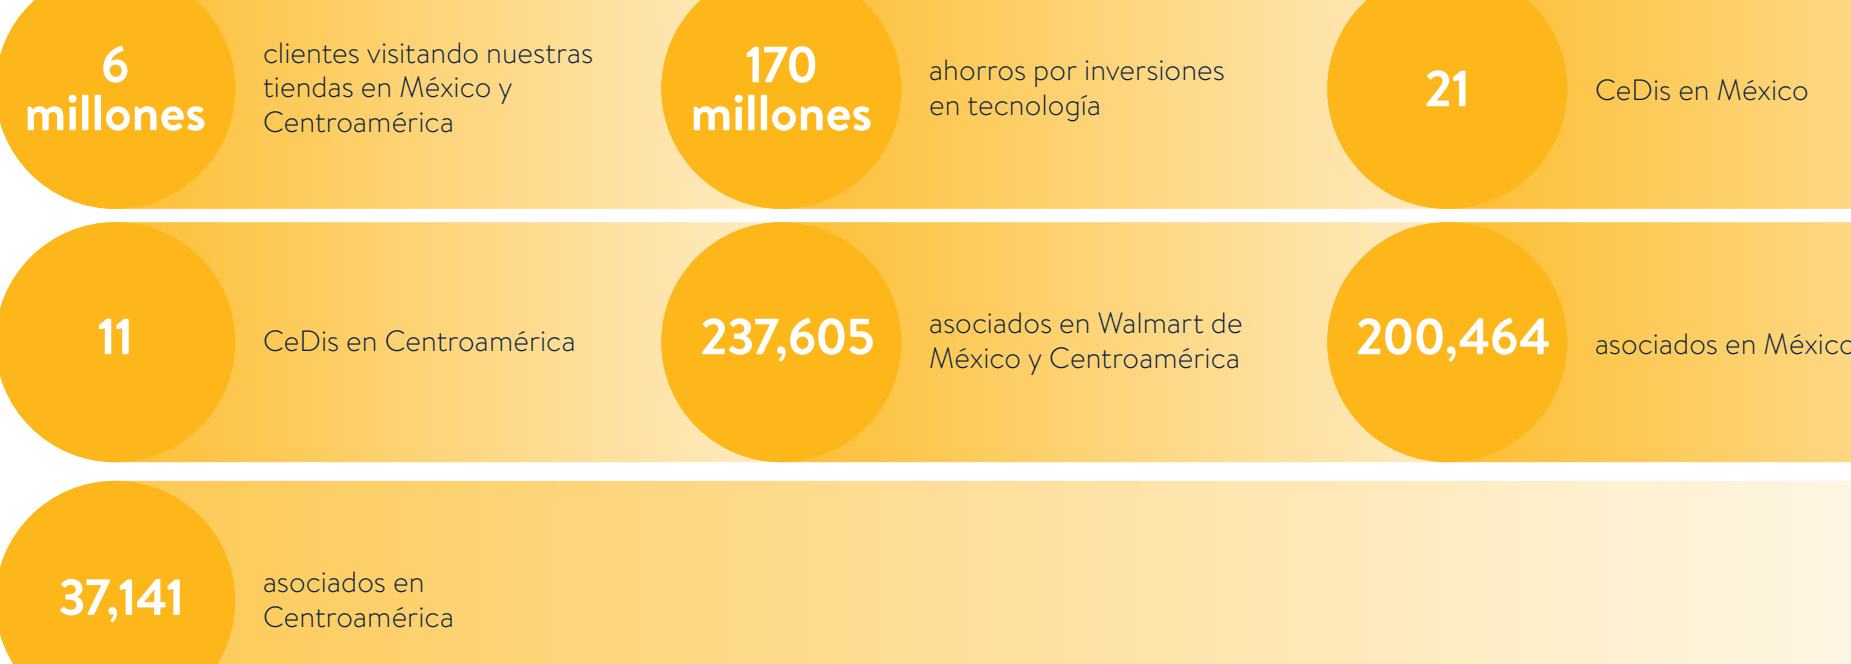 6
millones
clientes visitando nuestras
tiendas en México y
Centroamérica
170
millones
ahorros por inversiones
en tecnología
21
CeDis en México
11
CeDis en Centroamérica
237,605
asociados en Walmart de
México y Centroamérica
200,464
asociados en México
37,141
asociados en
Centroamérica